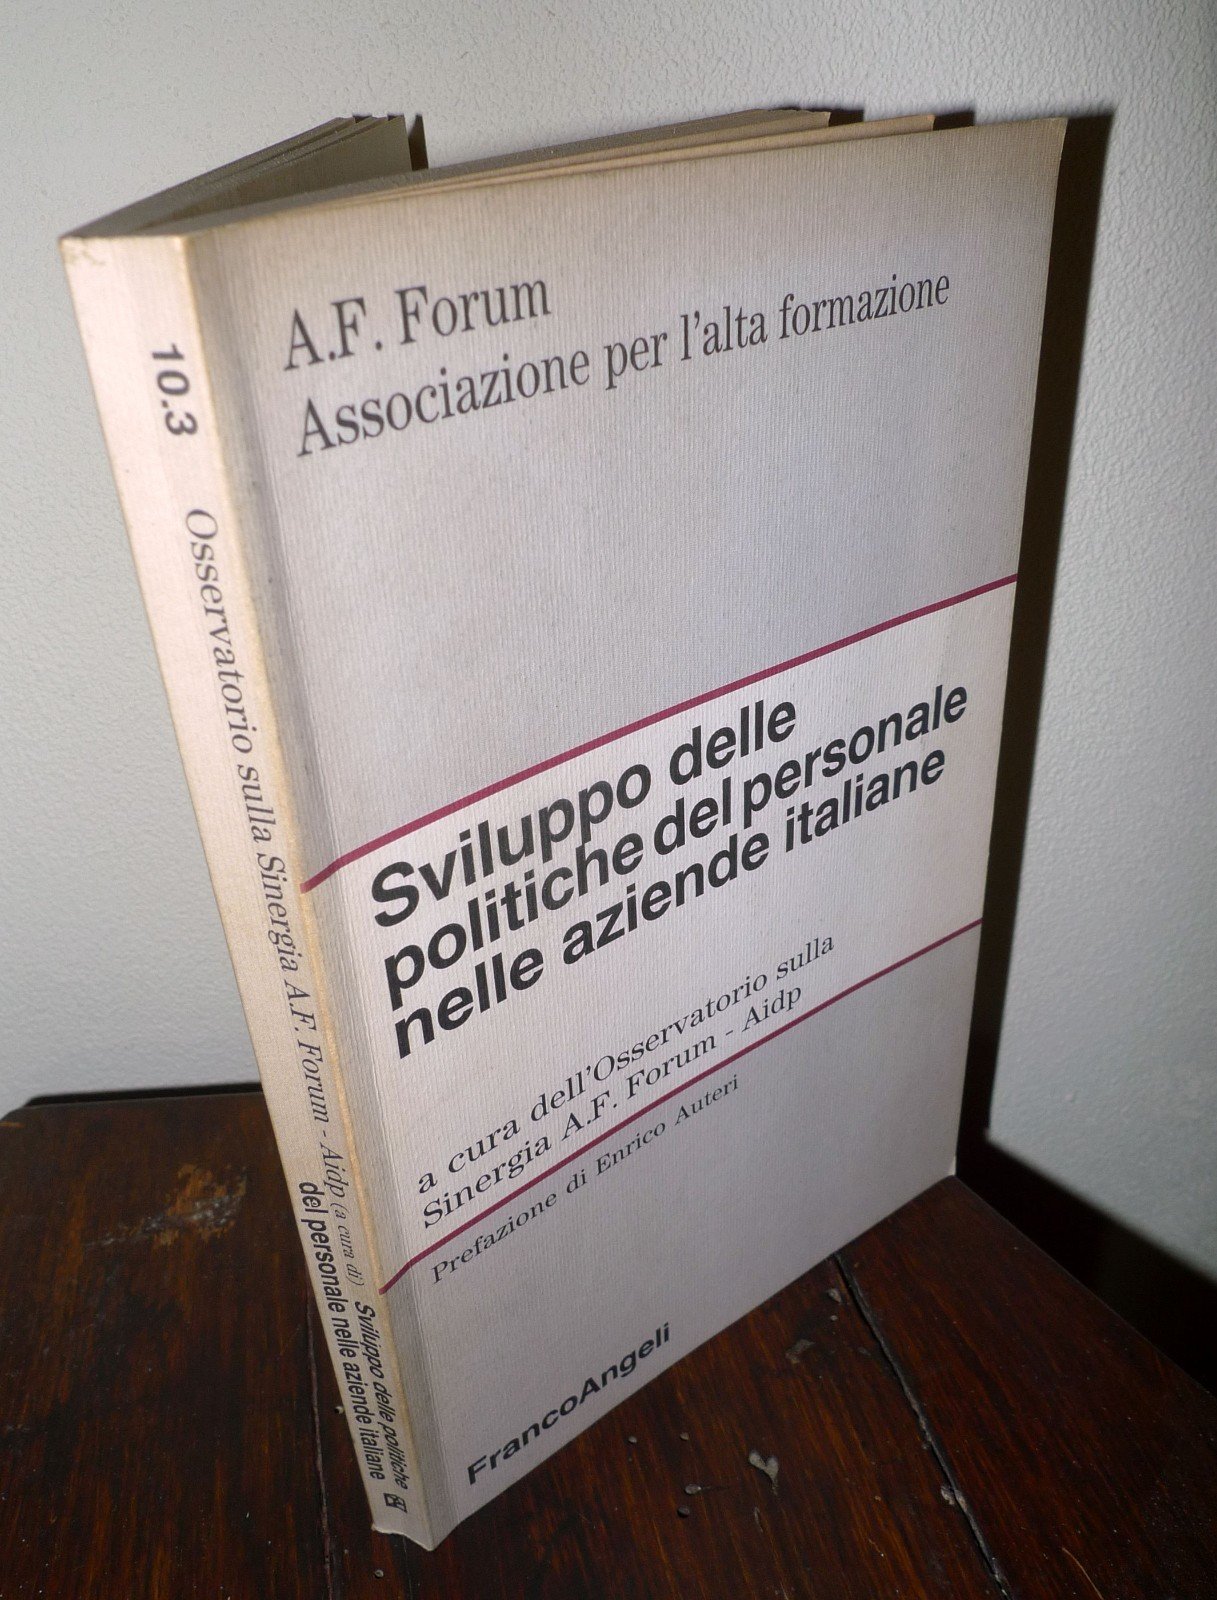 A.F. Forum
Associazione per l'alta formazione
Sviluppo delle
politiche del personale
nelle aziende italiane
a cura dell'Osservatorio sulla
Sinergia A.F. Forum - Aidp
Prefazione di Enrico Auteri
FrancoAngeli
10.3
Osservatorio sulla Sinergia A.F. Forum - Aidp (a cura di)
Sviluppo delle politiche
del personale nelle aziende italiane